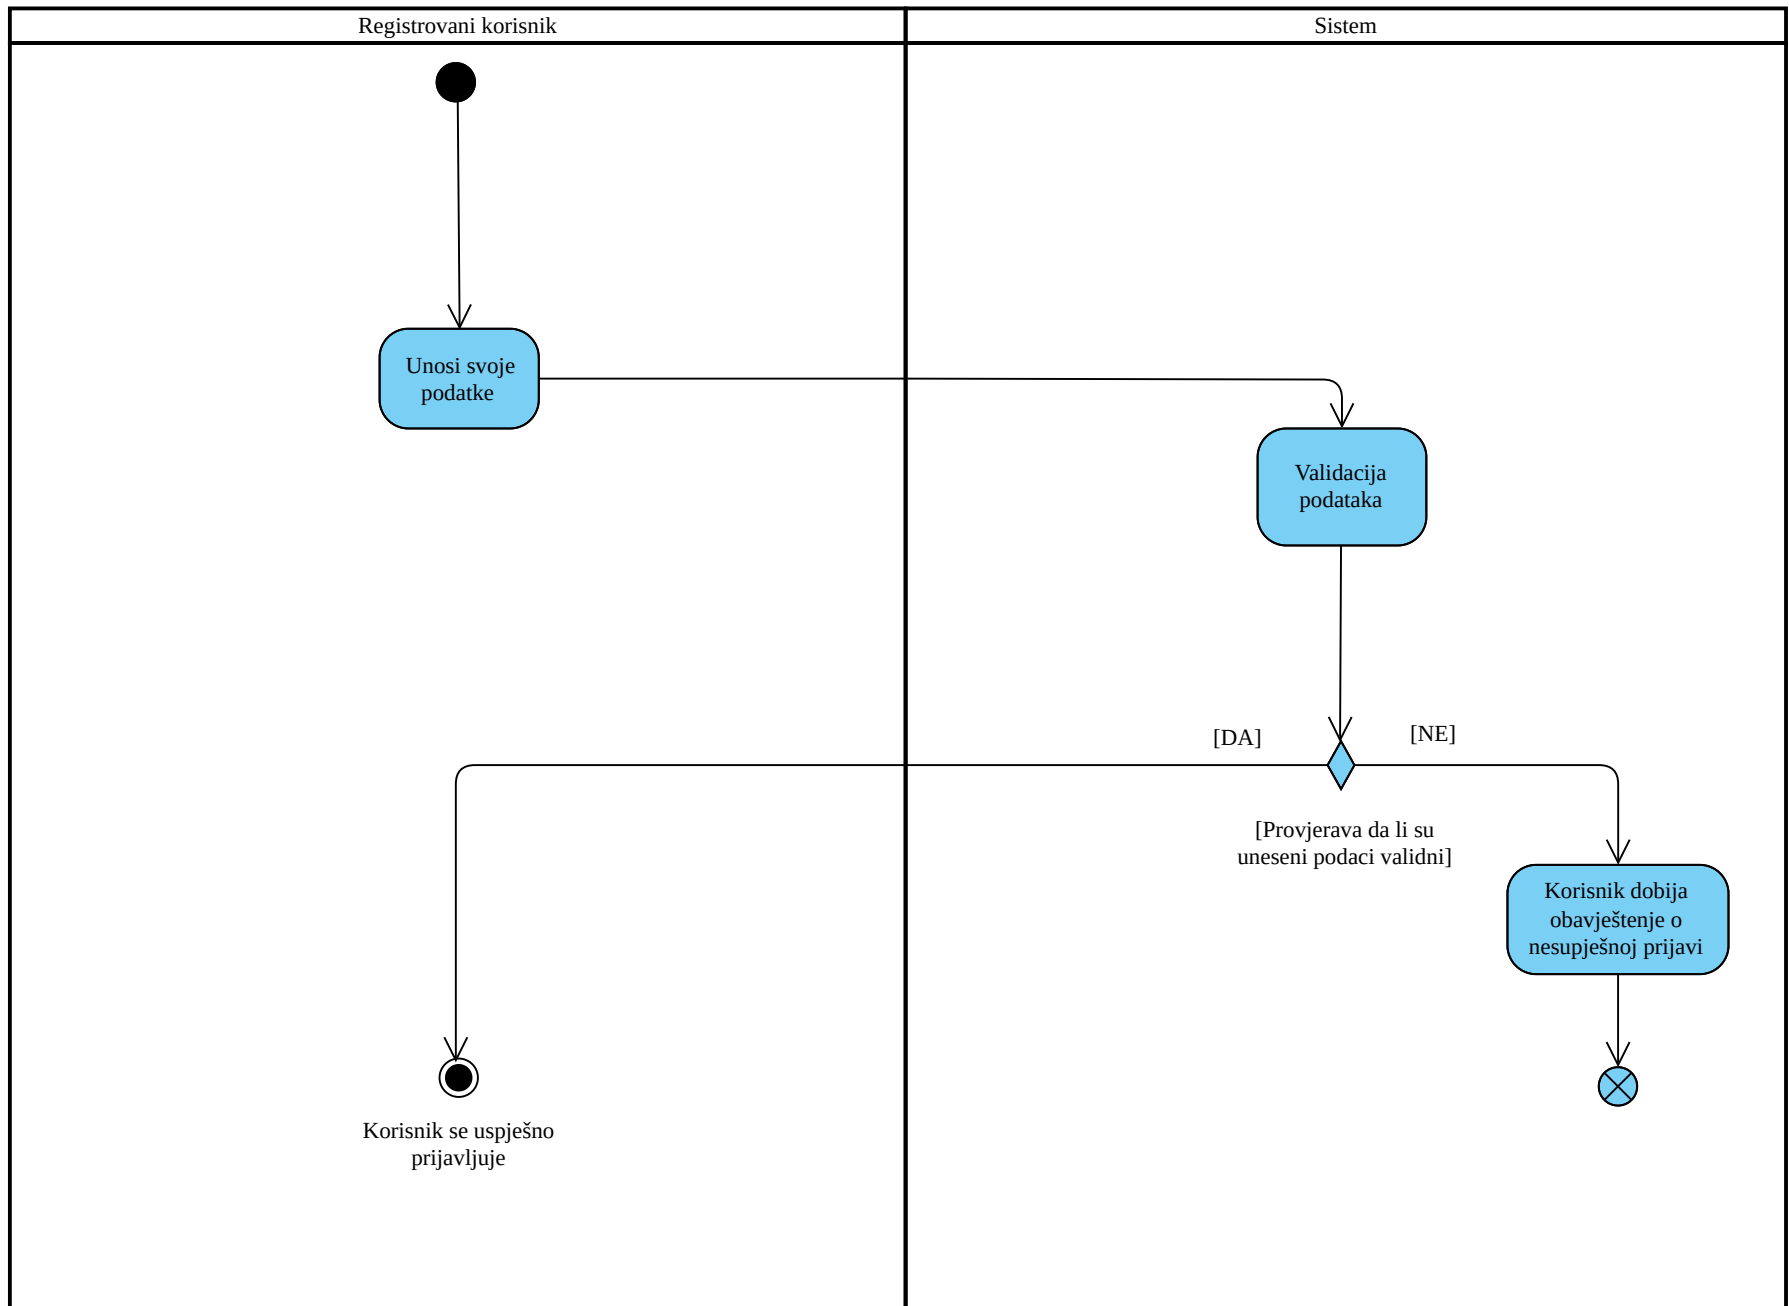 Registrovani korisnik
Sistem
Unosi svoje
podatke
Validacija
podataka
[DA]
[NE]
[Provjerava da li su
uneseni podaci validni]
Korisnik dobija
obavještenje o
nesupješnoj prijavi
Korisnik se uspješno
prijavljuje